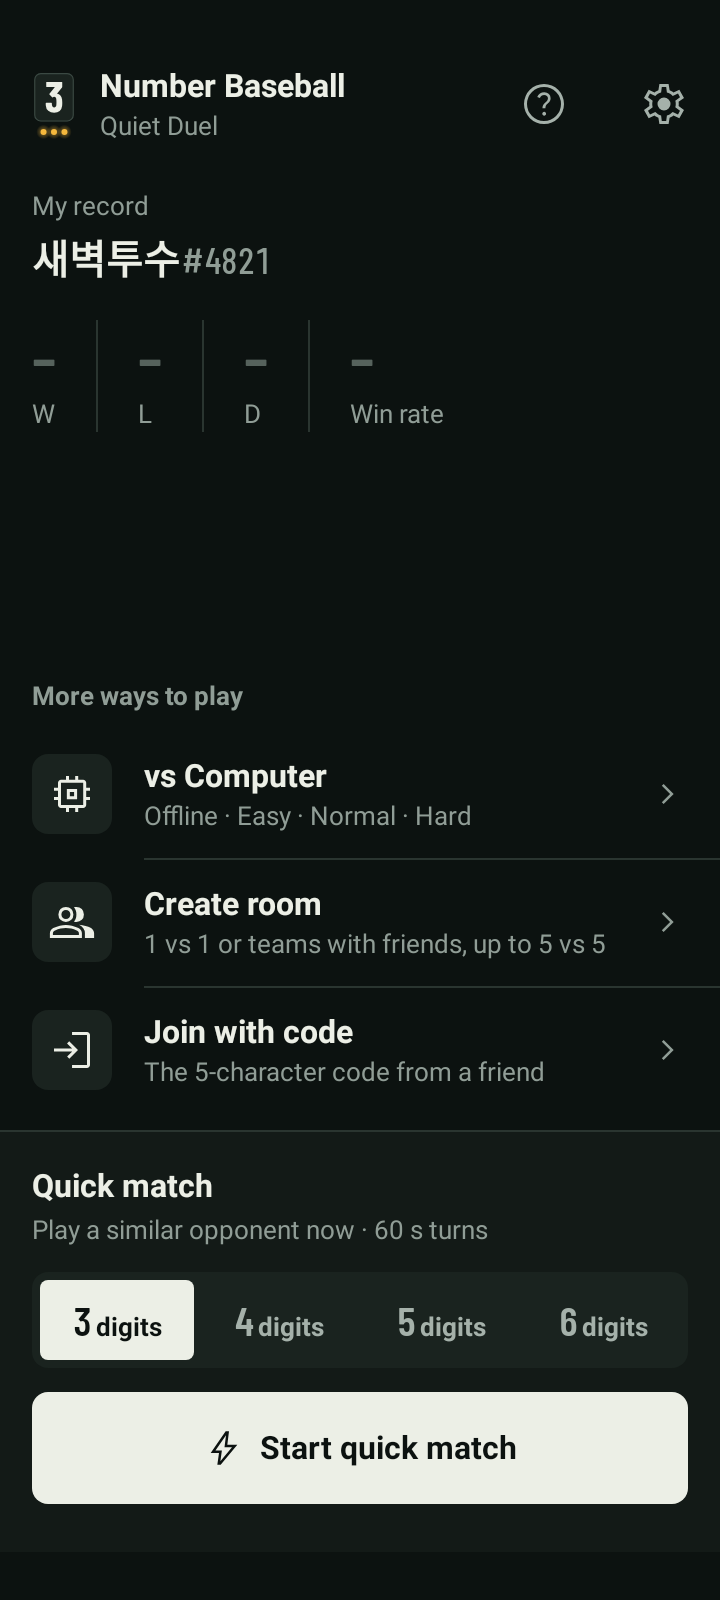 3
Number Baseball
Quiet Duel
My record
새벽투수#4821
– – – –
W L D Win rate
More ways to play
vs Computer
Offline · Easy · Normal · Hard
Create room
1 vs 1 or teams with friends, up to 5 vs 5
Join with code
The 5-character code from a friend
Quick match
Play a similar opponent now · 60 s turns
3 digits 4 digits 5 digits 6 digits
Start quick match